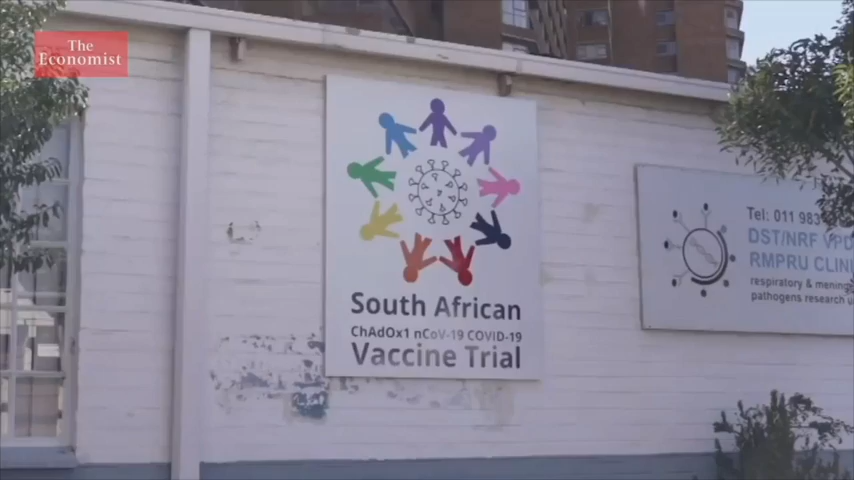 The
Economist
South African
ChAdOx1 nCoV-19 COVID-19
Vaccine Trial
Tel: 011 983
DST/NRF VPD
RMPRU CLINI
respiratory & mening
pathogens research u